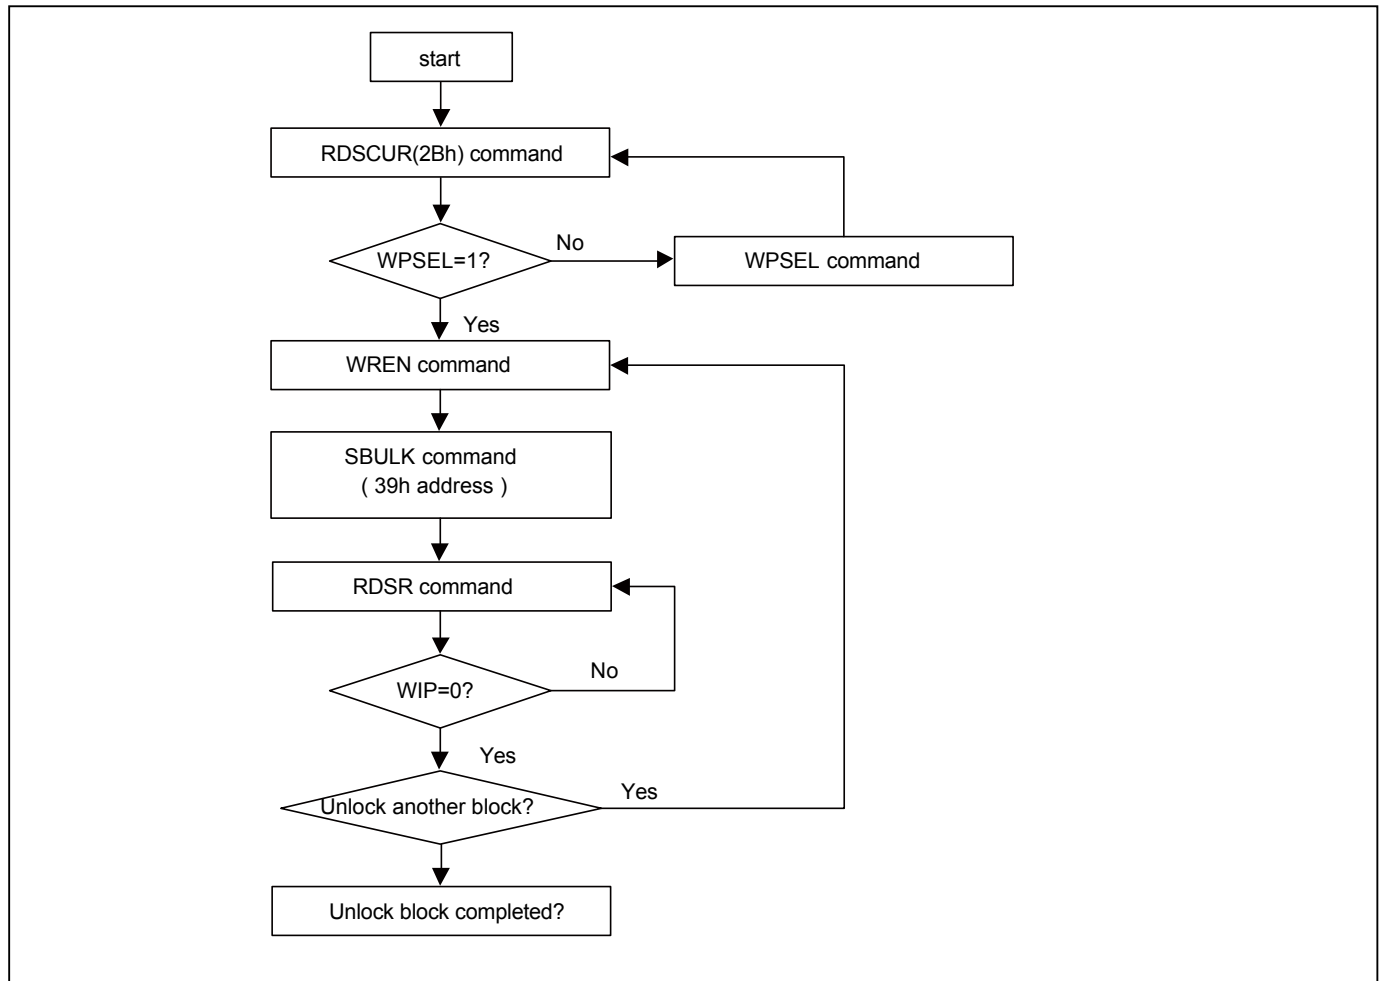 start
RDSCUR(2Bh) command
WPSEL=1?
No
WPSEL command
Yes
WREN command
SBULK command
( 39h address )
RDSR command
WIP=0?
No
Yes
Unlock another block?
Yes
Unlock block completed?